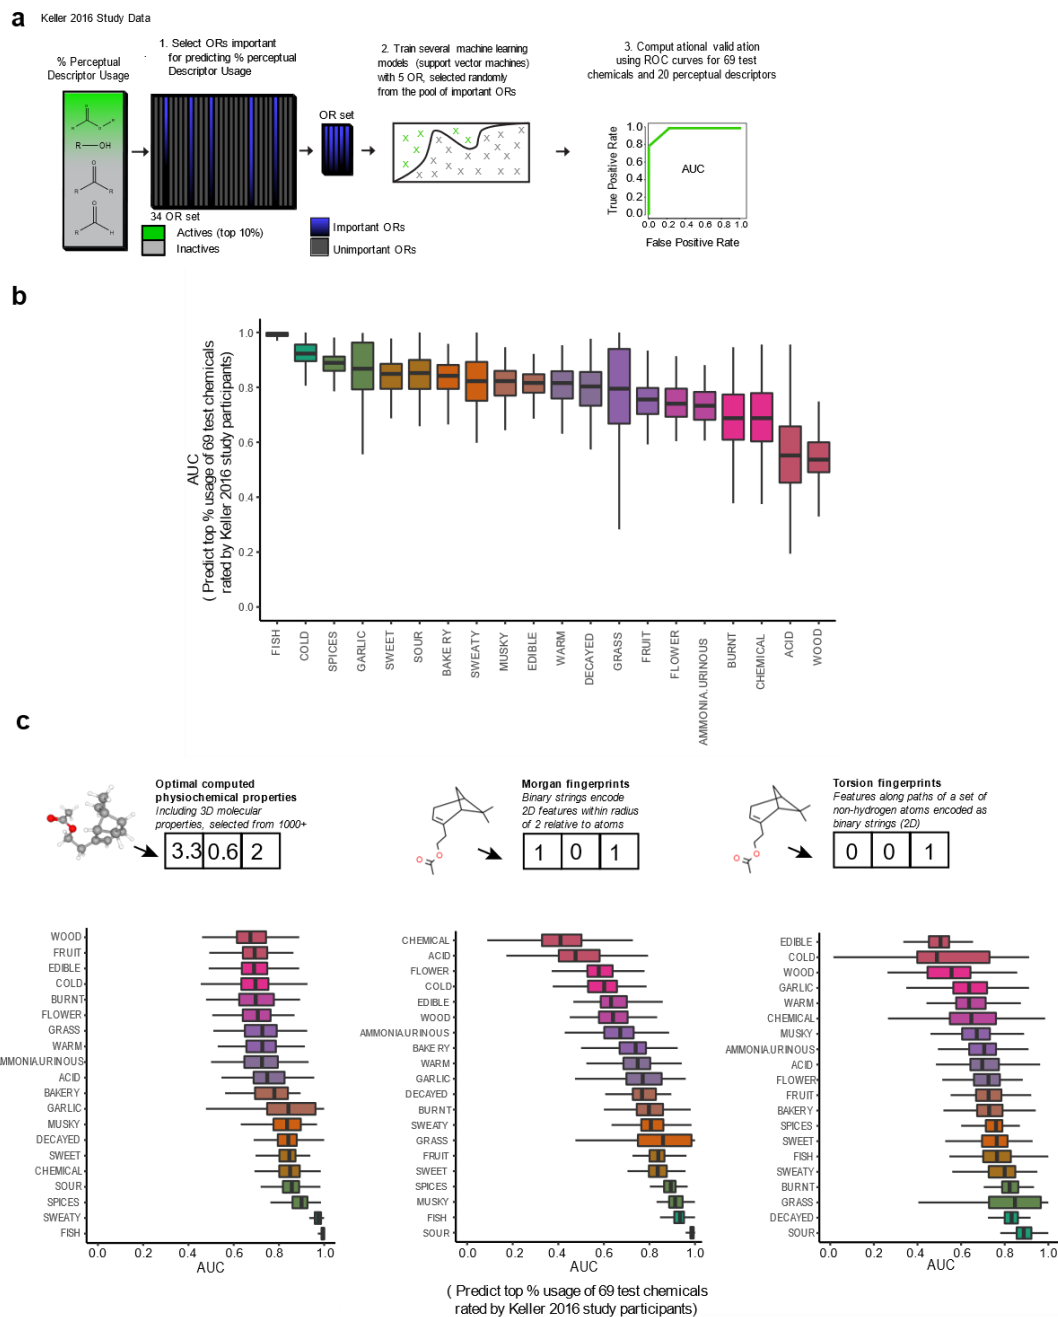 a
Keller 2016 Study Data
% Perceptual
Descriptor Usage
R
OH
O
R
R
O
R
H
1. Select ORs important
for predicting % perceptual
Descriptor Usage
34 OR set
Actives (top 10%)
Inactives
OR set
Important ORs
Unimportant ORs
2. Train several machine learning
models (support vector machines)
with 5 OR, selected randomly
from the pool of important ORs
3. Comput ational valid ation
using ROC curves for 69 test
chemicals and 20 perceptual descriptors
True Positive Rate
1.0
0.8
0.6
0.4
0.2
0.0
AUC
0.0 0.2 0.4 0.6 0.8 1.0
False Positive Rate
b
AUC
( Predict top % usage of 69 test chemicals
rated by Keller 2016 study participants)
1.0
0.8
0.6
0.4
0.2
0.0
FISH
COLD
SPICES
GARLIC
SWEET
SOUR
BAKE RY
SWEATY
MUSKY
EDIBLE
WARM
DECAYED
GRASS
FRUIT
FLOWER
AMMONIA.URINOUS
BURNT
CHEMICAL
ACID
WOOD
c
Optimal computed
physiochemical properties
Including 3D molecular
properties, selected from 1000+
3.3 0.6 2
Morgan fingerprints
Binary strings encode
2D features within radius
of 2 relative to atoms
O
O
1 0 1
Torsion fingerprints
Features along paths of a set of
non-hydrogen atoms encoded as
binary strings (2D)
O
O
0 0 1
WOOD
FRUIT
EDIBLE
COLD
BURNT
FLOWER
GRASS
WARM
MMONIA.URINOUS
ACID
BAKERY
GARLIC
MUSKY
DECAYED
SWEET
CHEMICAL
SOUR
SPICES
SWEATY
FISH
0.0 0.2 0.4 0.6 0.8 1.0
AUC
CHEMICAL
ACID
FLOWER
COLD
EDIBLE
WOOD
AMMONIA.URINOUS
BAKE RY
WARM
GARLIC
DECAYED
BURNT
SWEATY
GRASS
FRUIT
SWEET
SPICES
MUSKY
FISH
SOUR
0.0 0.2 0.4 0.6 0.8 1.0
AUC
( Predict top % usage of 69 test chemicals
rated by Keller 2016 study participants)
EDIBLE
COLD
WOOD
GARLIC
WARM
CHEMICAL
MUSKY
AMMONIA.URINOUS
ACID
FLOWER
FRUIT
BAKERY
SPICES
SWEET
FISH
SWEATY
BURNT
GRASS
DECAYED
SOUR
0.0 0.2 0.4 0.6 0.8 1.0
AUC